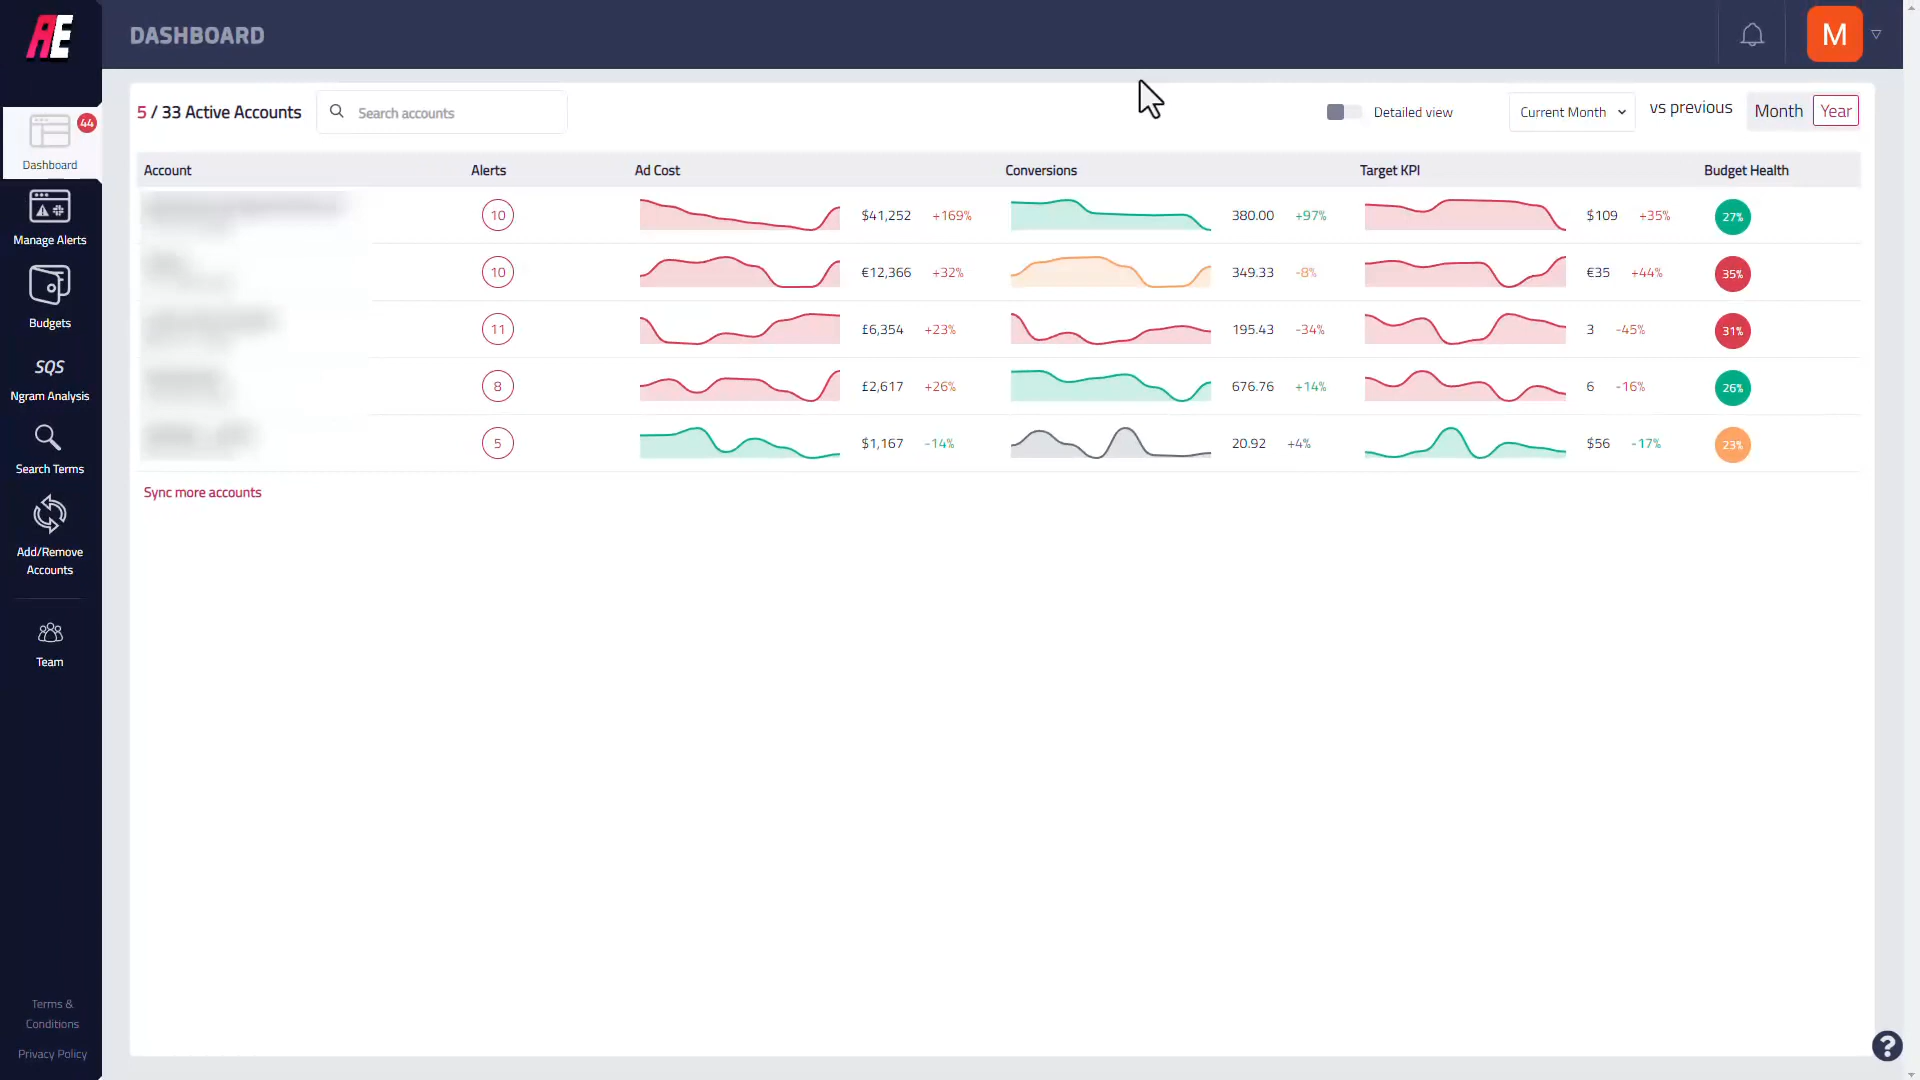 AE
DASHBOARD
M
44
Dashboard
Manage Alerts
Budgets
SQS
Ngram Analysis
Search Terms
Add/Remove
Accounts
Team
Terms &
Conditions
Privacy Policy
5 / 33 Active Accounts
Search accounts
Detailed view
Current Month
vs previous
Month
Year
Account Alerts Ad Cost Conversions Target KPI Budget Health
10 $41,252 +169% 380.00 +97% $109 +35% 27%
10 €12,366 +32% 349.33 -8% €35 +44% 35%
11 £6,354 +23% 195.43 -34% 3 -45% 31%
8 £2,617 +26% 676.76 +14% 6 -16% 26%
5 $1,167 -14% 20.92 +4% $56 -17% 23%
Sync more accounts
?